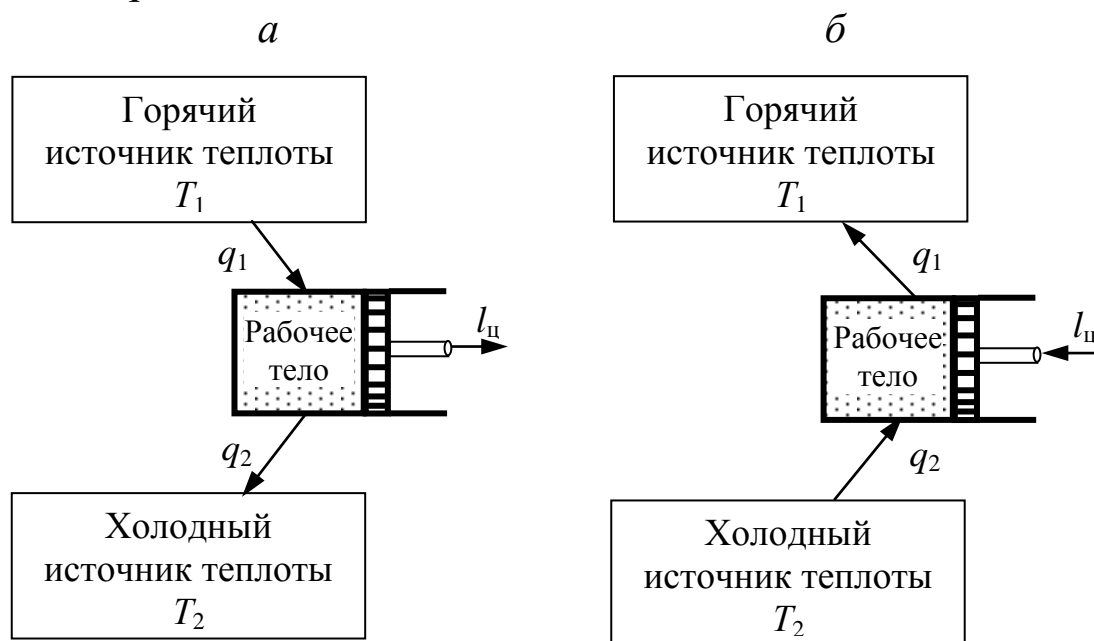 а
Горячий
источник теплоты
T1
q1
Рабочее
тело
lц
q2
Холодный
источник теплоты
T2
б
Горячий
источник теплоты
T1
q1
Рабочее
тело
lц
q2
Холодный
источник теплоты
T2